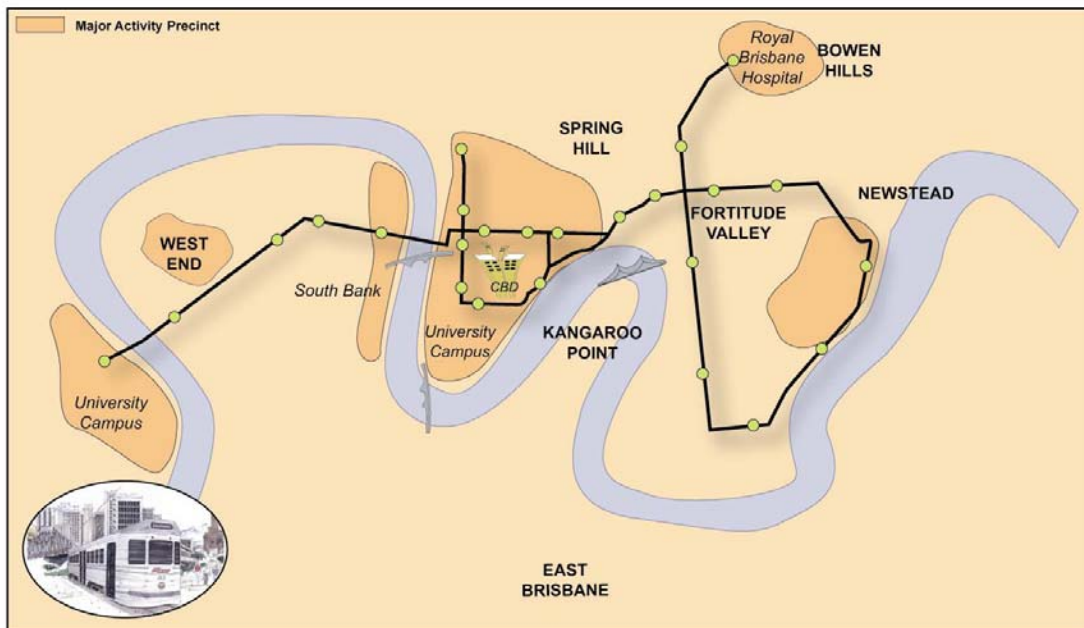 Major Activity Precinct
Royal
Brisbane
Hospital
BOWEN
HILLS
SPRING
HILL
NEWSTEAD
FORTITUDE
VALLEY
WEST
END
South Bank
CBD
University
Campus
KANGAROO
POINT
University
Campus
EAST
BRISBANE